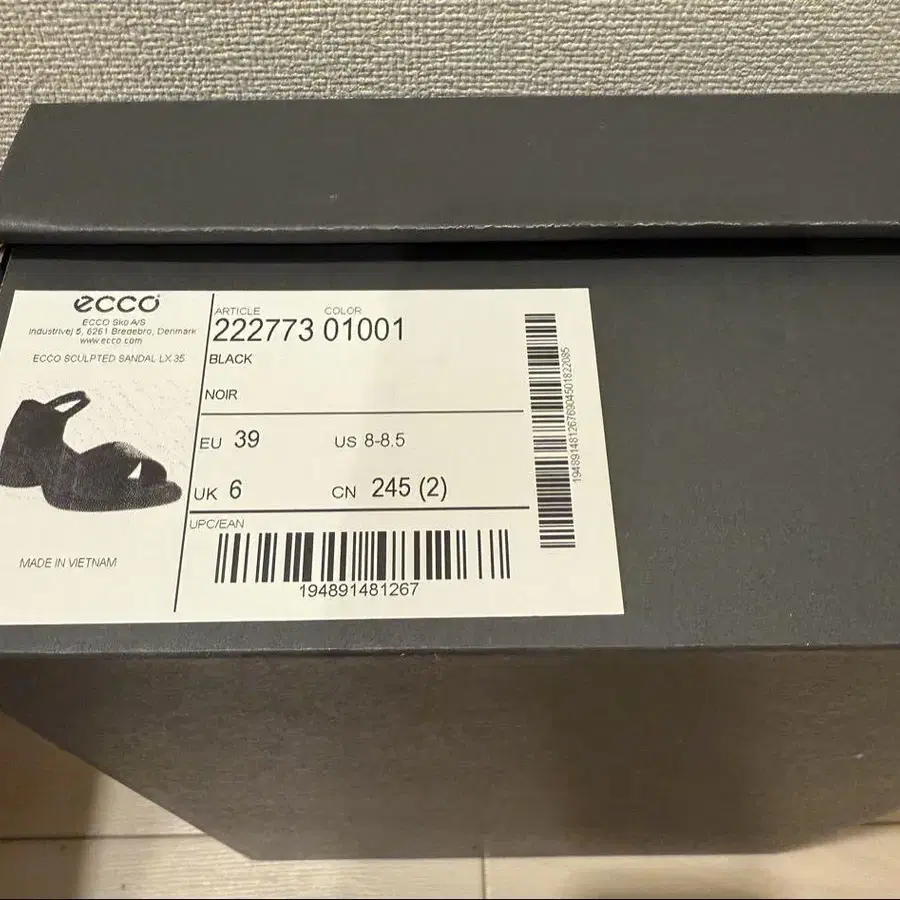 ecco
ECCO Sko A/S
Industrivej 5, 6261 Bredebro, Denmark
www.ecco.com
ECCO SCULPTED SANDAL LX 35
MADE IN VIETNAM
ARTICLE COLOR
222773 01001
BLACK
NOIR
EU 39 US 8-8.5
UK 6 CN 245 (2)
UPC/EAN
194891481267
1948914812676904501822085